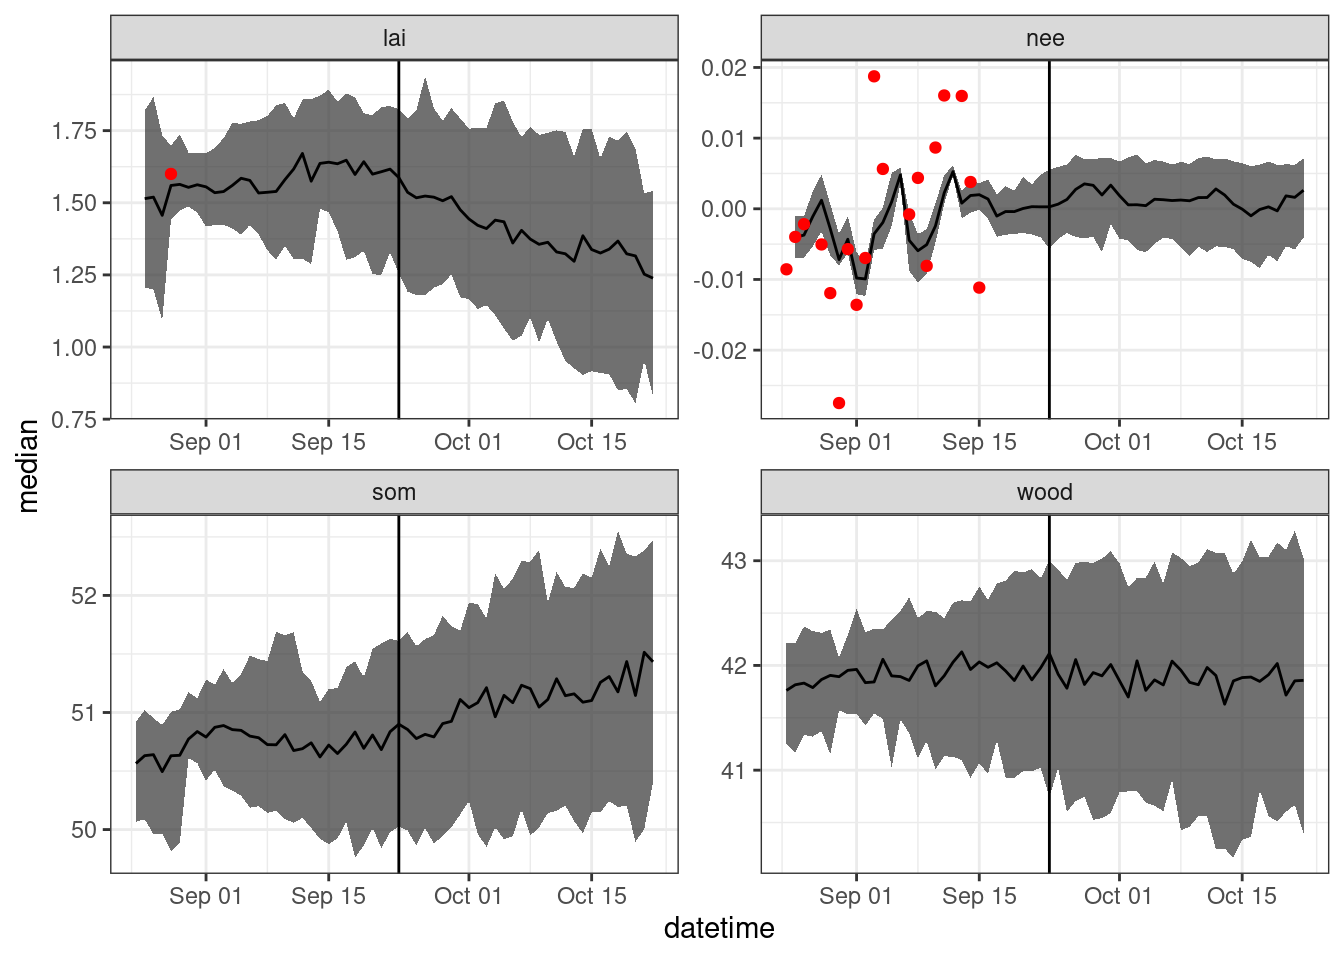 lai
nee
1.75
1.50
1.25
1.00
0.75
0.02
0.01
0.00
-0.01
-0.02
Sep 01 Sep 15 Oct 01 Oct 15
Sep 01 Sep 15 Oct 01 Oct 15
median
som
wood
52
51
50
43
42
41
Sep 01 Sep 15 Oct 01 Oct 15
Sep 01 Sep 15 Oct 01 Oct 15
datetime